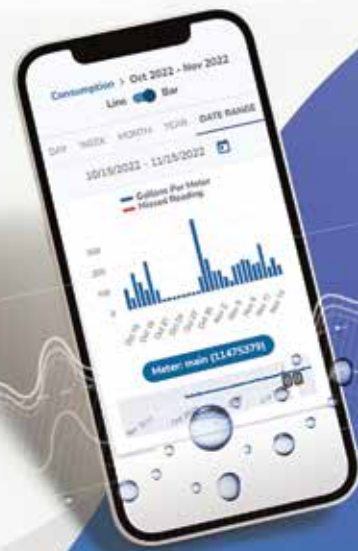 Consumption > Oct 2022 - Nov 2022
Line Bar
DAY WEEK MONTH YEAR DATE RANGE
10/15/2022 - 11/15/2022
Gallons Per Meter
Missed Reading
300
200
100
0
Meter: main (11475379)